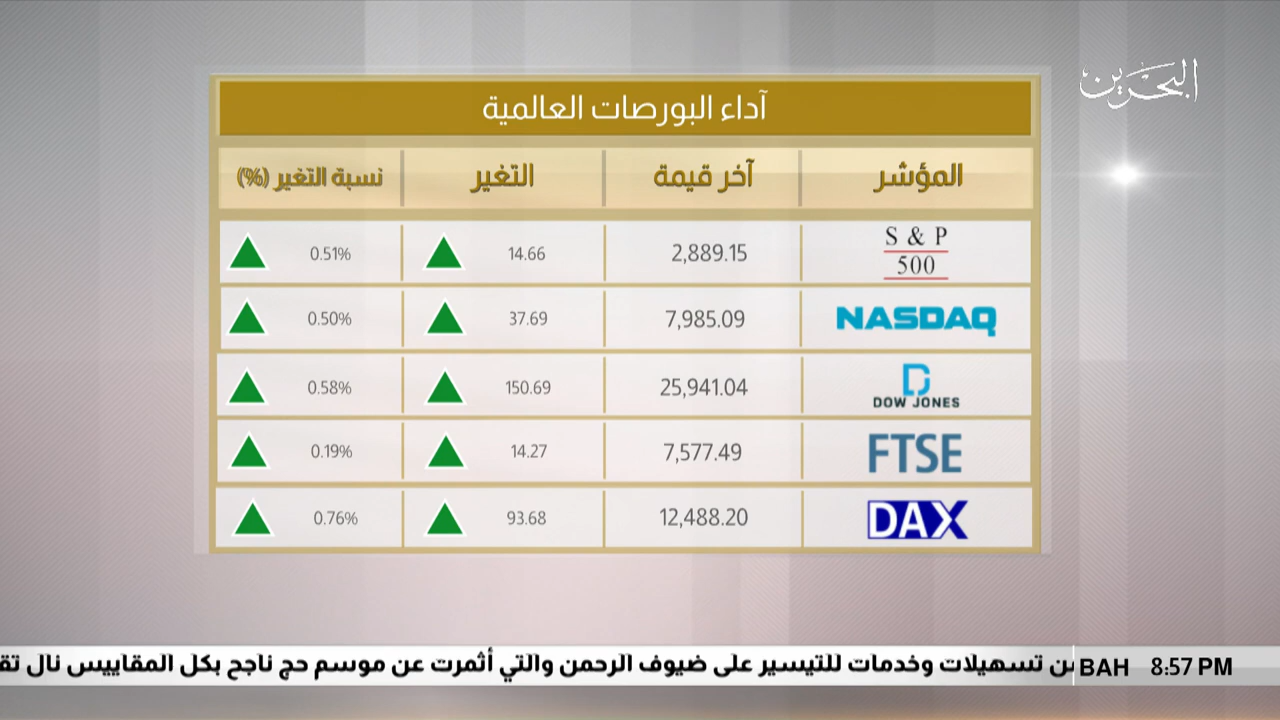 البحرين
آداء البورصات العالمية
المؤشر آخر قيمة التغير نسبة التغير (%)
S & P
500
2,889.15 14.66 0.51%
NASDAQ 7,985.09 37.69 0.50%
DOW JONES 25,941.04 150.69 0.58%
FTSE 7,577.49 14.27 0.19%
DAX 12,488.20 93.68 0.76%
تسهيلات وخدمات للتيسير على ضيوف الرحمن والتي أثمرت عن موسم حج ناجح بكل المقاييس نال
BAH 8:57 PM